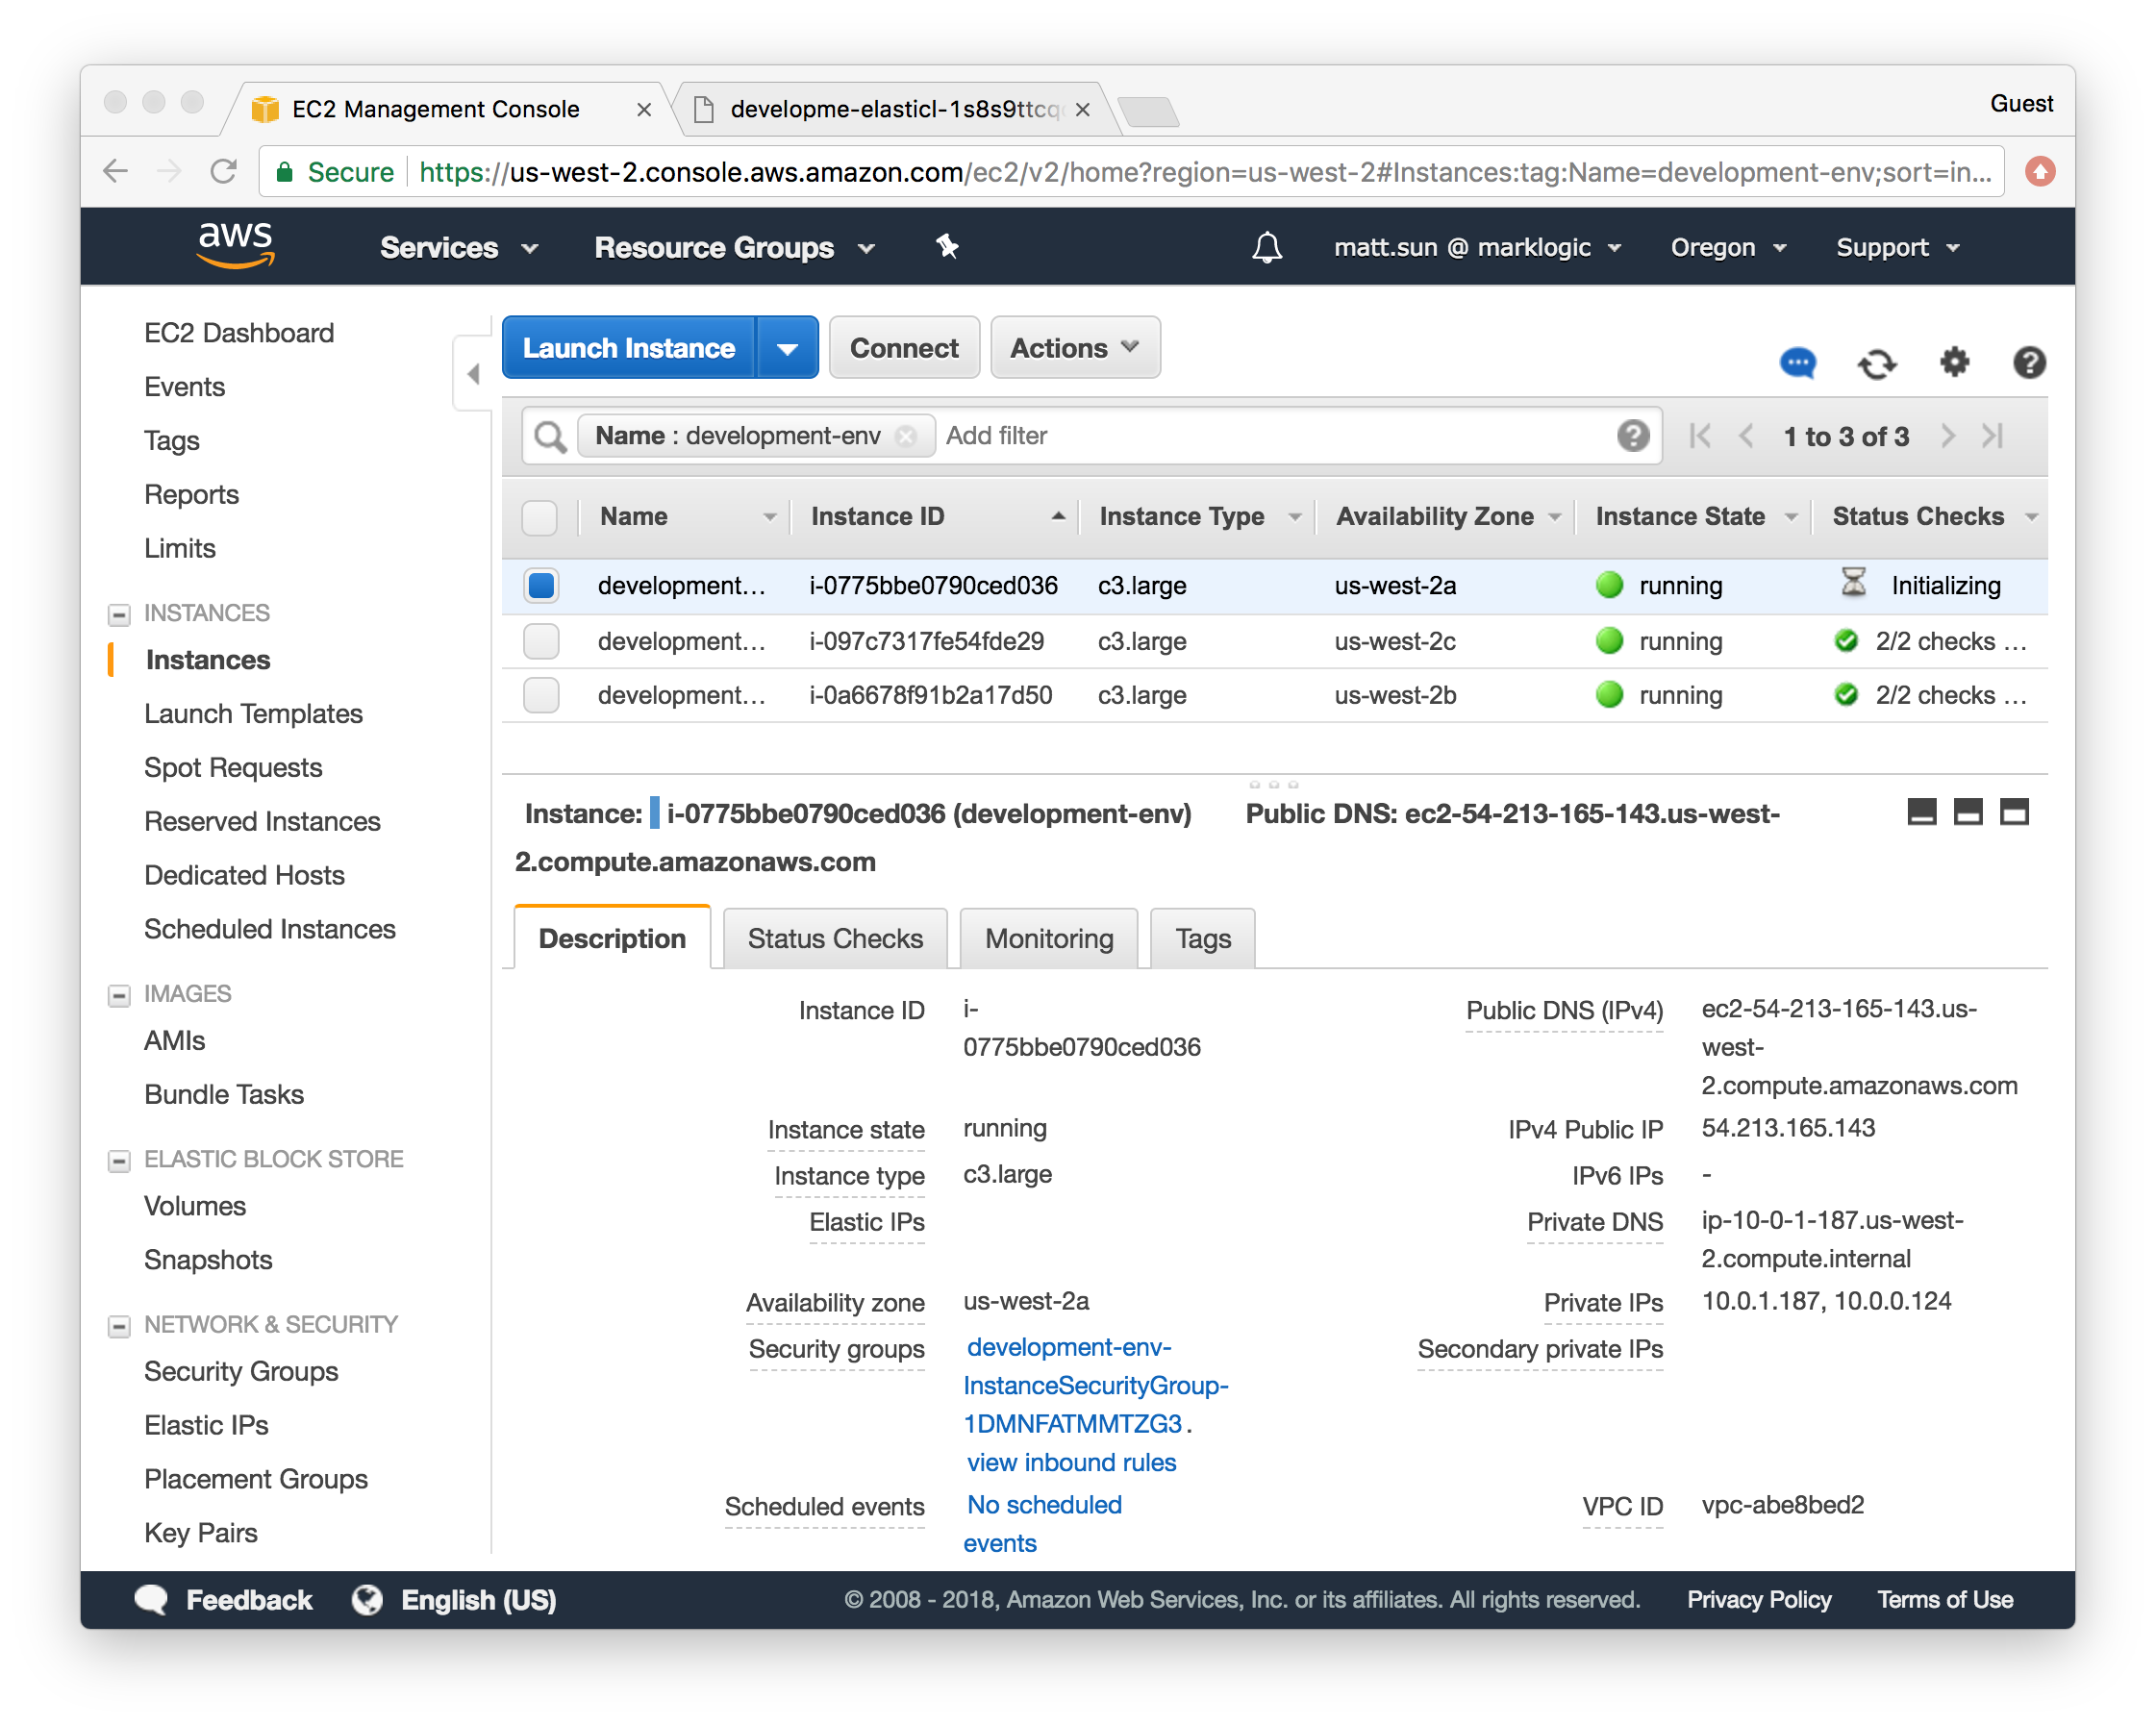 EC2 Management Console
developme-elasticl-1s8s9ttcq
Guest
Secure https://us-west-2.console.aws.amazon.com/ec2/v2/home?region=us-west-2#Instances:tag:Name=development-env;sort=in...
aws Services Resource Groups matt.sun @ marklogic Oregon Support
EC2 Dashboard
Events
Tags
Reports
Limits
INSTANCES
Instances
Launch Templates
Spot Requests
Reserved Instances
Dedicated Hosts
Scheduled Instances
IMAGES
AMIs
Bundle Tasks
ELASTIC BLOCK STORE
Volumes
Snapshots
NETWORK & SECURITY
Security Groups
Elastic IPs
Placement Groups
Key Pairs
Launch Instance Connect Actions
Name : development-env Add filter 1 to 3 of 3
Name Instance ID Instance Type Availability Zone Instance State Status Checks
development... i-0775bbe0790ced036 c3.large us-west-2a running Initializing
development... i-097c7317fe54fde29 c3.large us-west-2c running 2/2 checks ...
development... i-0a6678f91b2a17d50 c3.large us-west-2b running 2/2 checks ...
Instance: i-0775bbe0790ced036 (development-env) Public DNS: ec2-54-213-165-143.us-west-
2.compute.amazonaws.com
Description Status Checks Monitoring Tags
Instance ID i-
0775bbe0790ced036
Instance state running
Instance type c3.large
Elastic IPs
Availability zone us-west-2a
Security groups development-env-
InstanceSecurityGroup-
1DMNFATMMTZG3.
view inbound rules
Scheduled events No scheduled
events
Public DNS (IPv4) ec2-54-213-165-143.us-
west-
2.compute.amazonaws.com
IPv4 Public IP 54.213.165.143
IPv6 IPs -
Private DNS ip-10-0-1-187.us-west-
2.compute.internal
Private IPs 10.0.1.187, 10.0.0.124
Secondary private IPs
VPC ID vpc-abe8bed2
Feedback English (US) © 2008 - 2018, Amazon Web Services, Inc. or its affiliates. All rights reserved. Privacy Policy Terms of Use